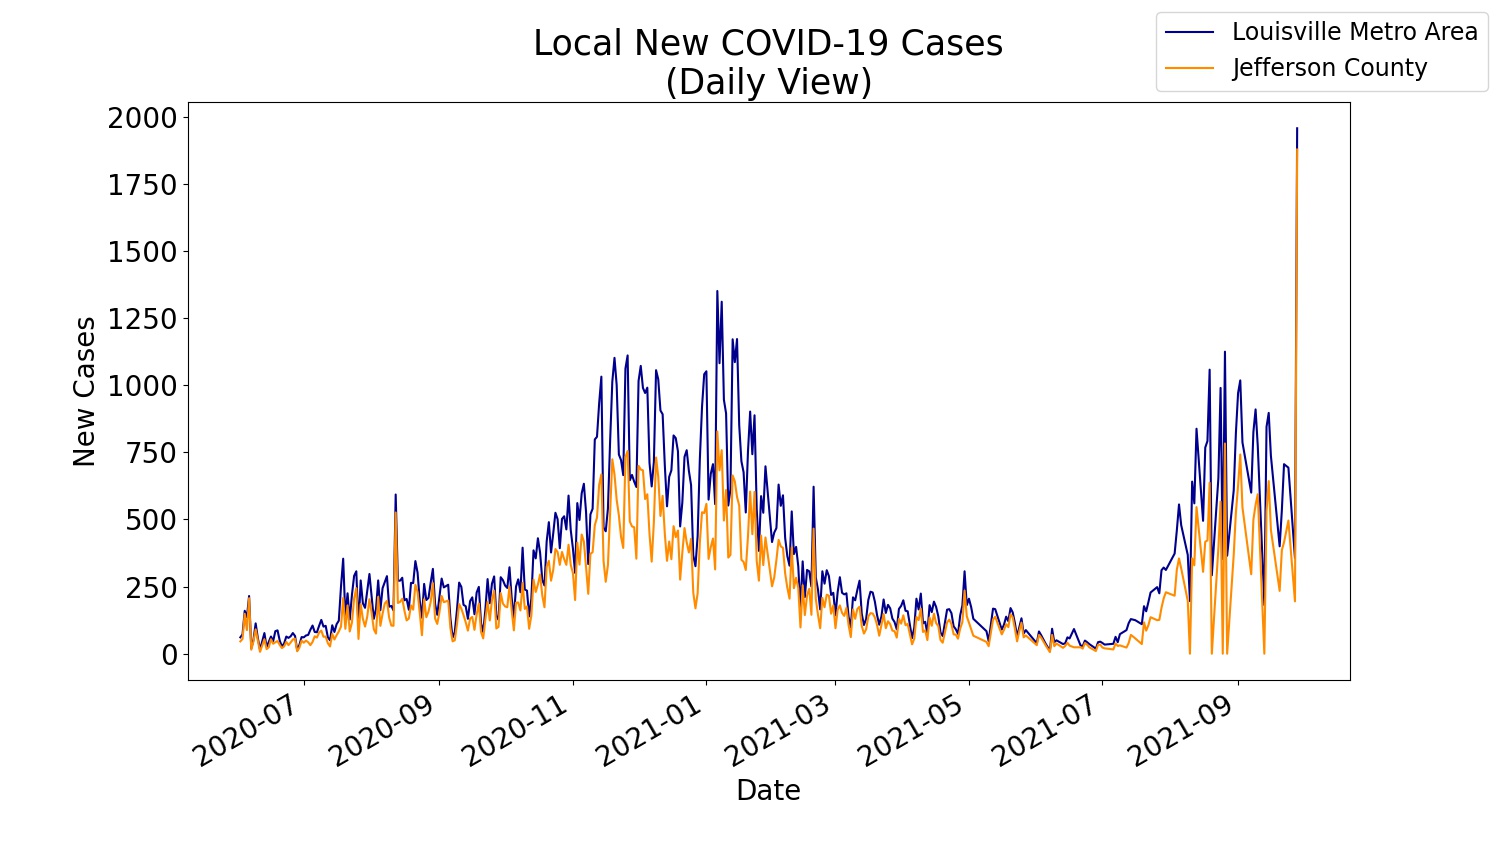 Local New COVID-19 Cases
(Daily View)
Louisville Metro Area
Jefferson County
2000
1750
1500
1250
1000
750
500
250
0
New Cases
2020-07
2020-09
2020-11
2021-01
2021-03
2021-05
2021-07
2021-09
Date